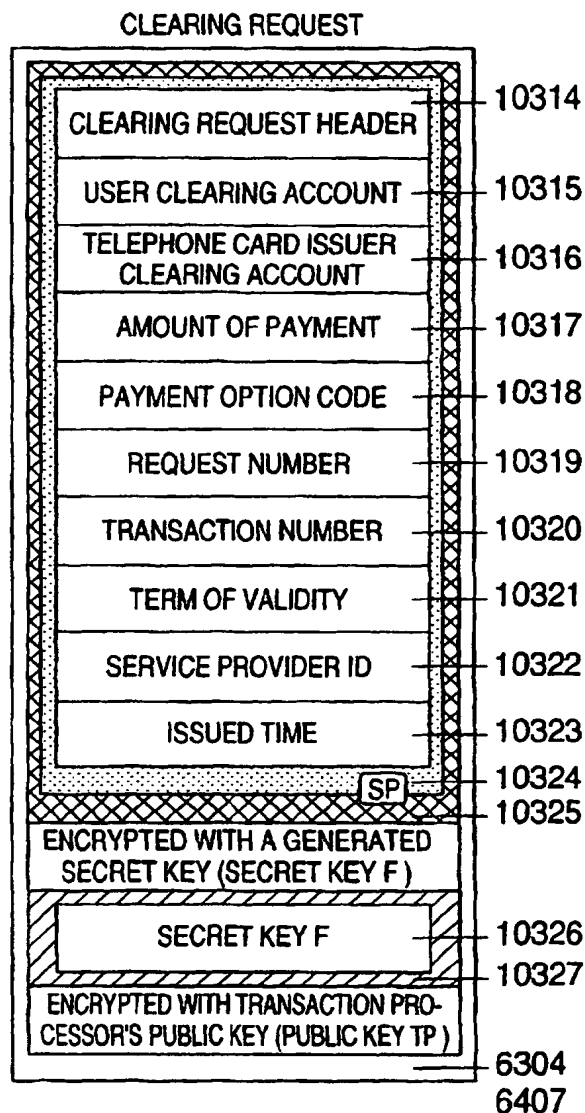 CLEARING REQUEST
CLEARING REQUEST HEADER
10314
USER CLEARING ACCOUNT
10315
TELEPHONE CARD ISSUER
CLEARING ACCOUNT
10316
AMOUNT OF PAYMENT
10317
PAYMENT OPTION CODE
10318
REQUEST NUMBER
10319
TRANSACTION NUMBER
10320
TERM OF VALIDITY
10321
SERVICE PROVIDER ID
10322
ISSUED TIME
10323
SP
10324
10325
ENCRYPTED WITH A GENERATED
SECRET KEY (SECRET KEY F)
SECRET KEY F
10326
10327
ENCRYPTED WITH TRANSACTION PRO-
CESSOR'S PUBLIC KEY (PUBLIC KEY TP)
6304
6407